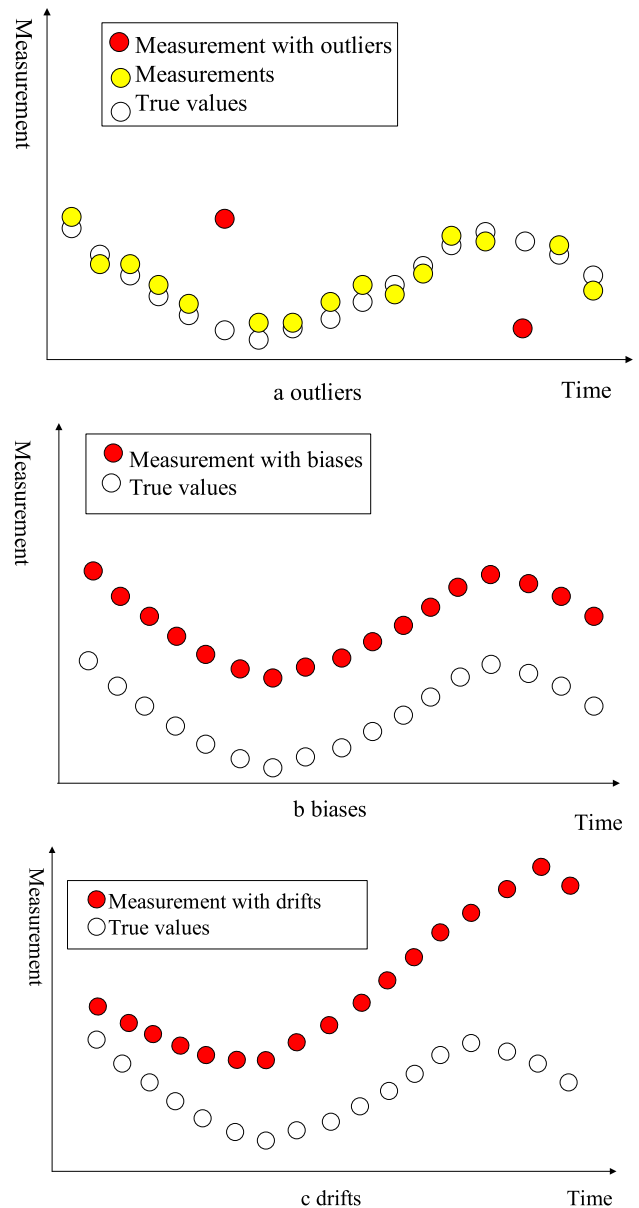 Measurement
Measurement with outliers
Measurements
True values
a outliers
Time
Measurement
Measurement with biases
True values
b biases
Time
Measurement
Measurement with drifts
True values
c drifts
Time